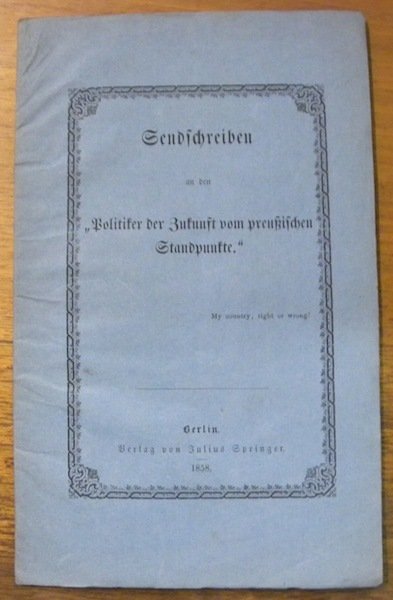 Sendschreiben
an den
„Politiker der Zukunft vom preußischen
Standpunkte.“
My country, right or wrong!
Berlin.
Verlag von Julius Springer.
1858.